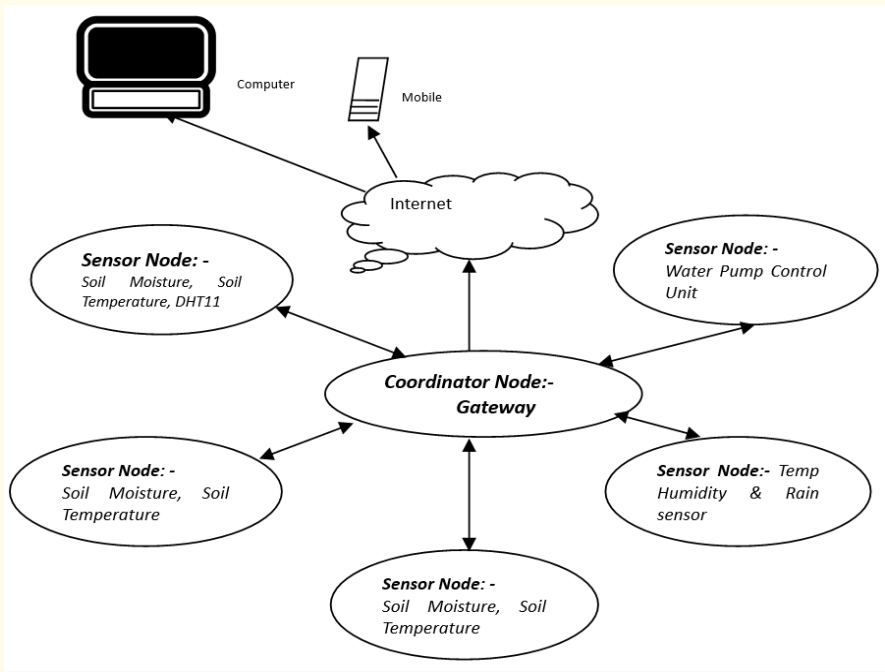 Computer
Mobile
Internet
Sensor Node: -
Soil Moisture, Soil
Temperature, DHT11
Sensor Node: -
Water Pump Control
Unit
Coordinator Node:-
Gateway
Sensor Node: -
Soil Moisture, Soil
Temperature
Sensor Node:- Temp
Humidity & Rain
sensor
Sensor Node: -
Soil Moisture, Soil
Temperature